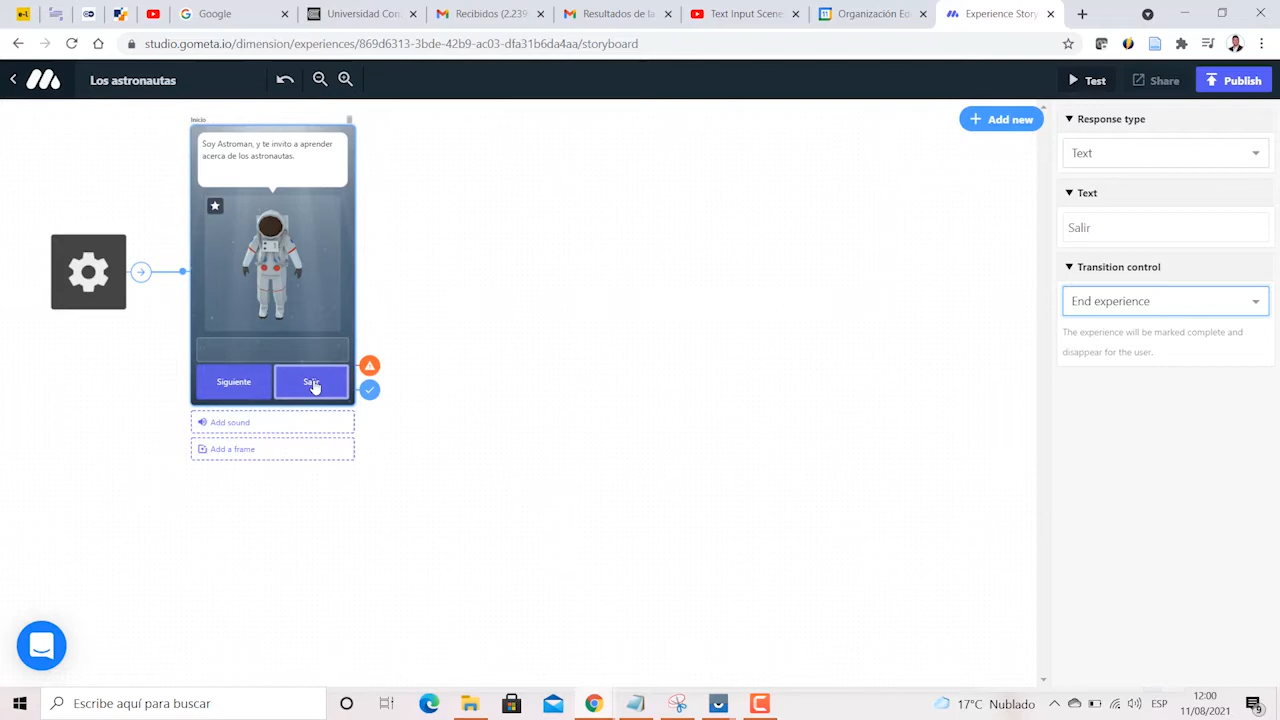 Google
Universidad Con
Recibidos (2.239
Resultados de la
Text Input Scene
Organización Ed
Experience Story
studio.gometa.io/dimension/experiences/869d6313-3bde-42b9-ac03-dfa31b6da4aa/storyboard
Los astronautas
Test
Share
Publish
Inicio
Add new
Soy Astroman, y te invito a aprender
acerca de los astronautas.
Siguiente
Salir
Add sound
Add a frame
Response type
Text
Text
Salir
Transition control
End experience
The experience will be marked complete and
disappear for the user.
Escribe aquí para buscar
17°C Nublado
ESP
12:00
11/08/2021